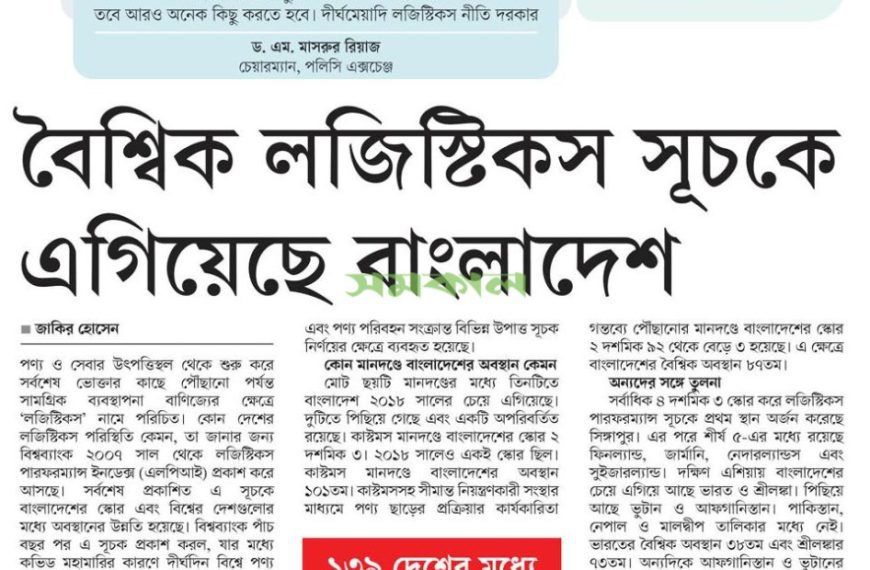 তবে আরও অনেক কিছু করতে হবে। দীর্ঘমেয়াদি লজিস্টিকস নীতি দরকার
ড. এম. মাসরুর রিয়াজ
চেয়ারম্যান, পলিসি এক্সচেঞ্জ
বৈশ্বিক লজিস্টিকস সূচকে
এগিয়েছে বাংলাদেশ
সমকাল
জাকির হোসেন
পণ্য ও সেবার উৎপত্তিস্থল থেকে শুরু করে
সর্বশেষ ভোক্তার কাছে পৌঁছানো পর্যন্ত
সামগ্রিক ব্যবস্থাপনা বাণিজ্যের ক্ষেত্রে
‘লজিস্টিকস’ নামে পরিচিত। কোন দেশের
লজিস্টিকস পরিস্থিতি কেমন, তা জানার জন্য
বিশ্বব্যাংক ২০০৭ সাল থেকে লজিস্টিকস
পারফরম্যান্স ইনডেক্স (এলপিআই) প্রকাশ করে
আসছে। সর্বশেষ প্রকাশিত এ সূচকে
বাংলাদেশের স্কোর এবং বিশ্বের দেশগুলোর
মধ্যে অবস্থানের উন্নতি হয়েছে। বিশ্বব্যাংক পাঁচ
বছর পর এ সূচক প্রকাশ করল, যার মধ্যে
কভিড মহামারির কারণে দীর্ঘদিন বিশ্বে পণ্য
এবং পণ্য পরিবহন সংক্রান্ত বিভিন্ন উপাত্ত সূচক
নির্ণয়ের ক্ষেত্রে ব্যবহৃত হয়েছে।
কোন মানদণ্ডে বাংলাদেশের অবস্থান কেমন
মোট ছয়টি মানদণ্ডের মধ্যে তিনটিতে
বাংলাদেশ ২০১৮ সালের চেয়ে এগিয়েছে।
দুটিতে পিছিয়ে গেছে এবং একটি অপরিবর্তিত
রয়েছে। কাস্টমস মানদণ্ডে বাংলাদেশের স্কোর ২
দশমিক ৩। ২০১৮ সালেও একই স্কোর ছিল।
কাস্টমস মানদণ্ডে বাংলাদেশের অবস্থান
১০১তম। কাস্টমসসহ সীমান্ত নিয়ন্ত্রণকারী সংস্থার
মাধ্যমে পণ্য ছাড়ের প্রক্রিয়ার কার্যকারিতা
১৩৯ দেশের মধ্যে
গন্তব্যে পৌঁছানোর মানদণ্ডে বাংলাদেশের স্কোর
২ দশমিক ৯২ থেকে বেড়ে ৩ হয়েছে। এ ক্ষেত্রে
বাংলাদেশের বৈশ্বিক অবস্থান ৮৭তম।
অন্যদের সঙ্গে তুলনা
সর্বাধিক ৪ দশমিক ৩ স্কোর করে লজিস্টিকস
পারফরম্যান্স সূচকে প্রথম স্থান অর্জন করেছে
সিঙ্গাপুর। এর পরে শীর্ষ ৫-এর মধ্যে রয়েছে
ফিনল্যান্ড, জার্মানি, নেদারল্যান্ডস এবং
সুইজারল্যান্ড। দক্ষিণ এশিয়ায় বাংলাদেশের
চেয়ে এগিয়ে আছে ভারত ও শ্রীলঙ্কা। পিছিয়ে
আছে ভুটান ও আফগানিস্তান। পাকিস্তান,
নেপাল ও মালদ্বীপ তালিকার মধ্যে নেই।
ভারতের বৈশ্বিক অবস্থান ৩৮তম এবং শ্রীলঙ্কার
৭৩তম। অন্যদিকে আফগানিস্তান ও ভুটানের